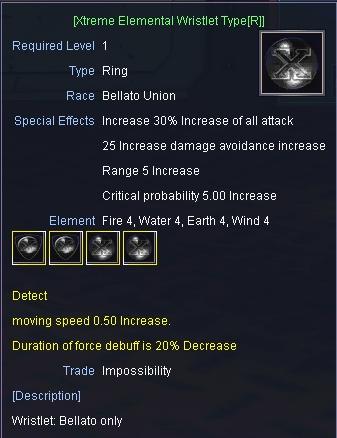 [Xtreme Elemental Wristlet Type[R]]
Required Level 1
Type Ring
Race Bellato Union
Special Effects Increase 30% Increase of all attack
25 Increase damage avoidance increase
Range 5 Increase
Critical probability 5.00 Increase
Element Fire 4, Water 4, Earth 4, Wind 4
Detect
moving speed 0.50 Increase.
Duration of force debuff is 20% Decrease
Trade Impossibility
[Description]
Wristlet: Bellato only